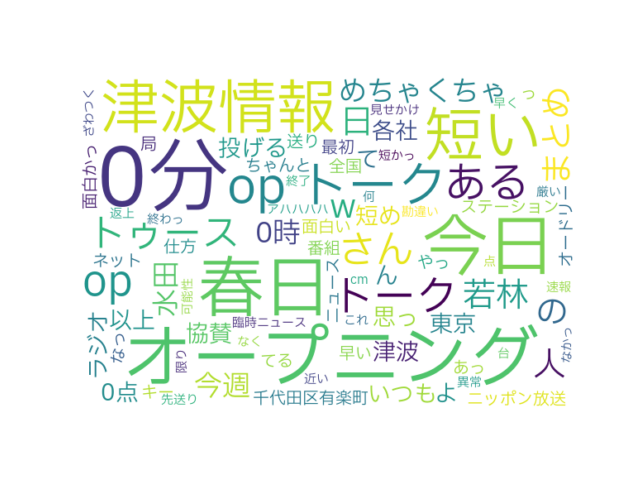 津波情報
めちゃくちゃ
早く
っ
見せかけ
ざわつく
面白かっ
局
0分
投げる
送り
最初
日
各社
短い
まとめ
ちゃんと
て
短かっ
全国
op
トーク
終了
何
ある
厳い
アハハハハ
w
短め
勘違い
ステーション
オードリー
返上
終わっ
トゥース
仕方
0時
面白い
番組
さん
やっ
今日
ネット
op
水田
可能性
春日
ニュース
cm
トーク
ん
若林
の
点
速報
ラジオ
なっ
以上
協賛
臨時ニュース
なく
これ
思っ
東京
人
なかっ
オープニング
限り
てる
早い
津波
あっ
台
0点
キー
今週
近い
いつも
よ
異常
先送り
千代田区有楽町
ニッポン放送